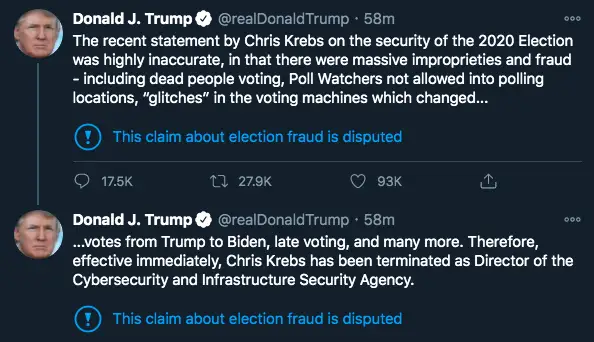 Donald J. Trump @realDonaldTrump · 58m
The recent statement by Chris Krebs on the security of the 2020 Election
was highly inaccurate, in that there were massive improprieties and fraud
- including dead people voting, Poll Watchers not allowed into polling
locations, “glitches” in the voting machines which changed...
This claim about election fraud is disputed
17.5K 27.9K 93K
Donald J. Trump @realDonaldTrump · 58m
...votes from Trump to Biden, late voting, and many more. Therefore,
effective immediately, Chris Krebs has been terminated as Director of the
Cybersecurity and Infrastructure Security Agency.
This claim about election fraud is disputed